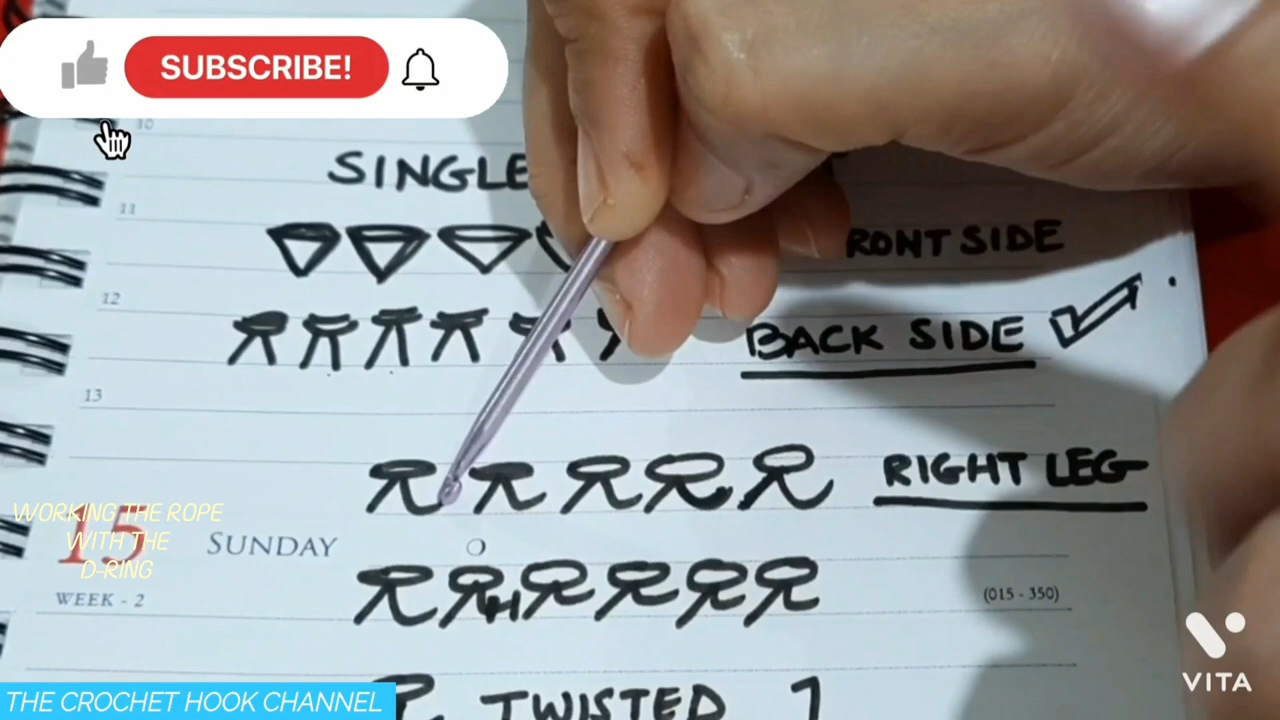 SUBSCRIBE!
10
SINGLE
11
RONT SIDE
12
BACK SIDE
13
RIGHT LEG
WORKING THE ROPE
WITH THE
D-RING
15 SUNDAY
WEEK - 2
(015 - 350)
TWISTED
THE CROCHET HOOK CHANNEL
VITA